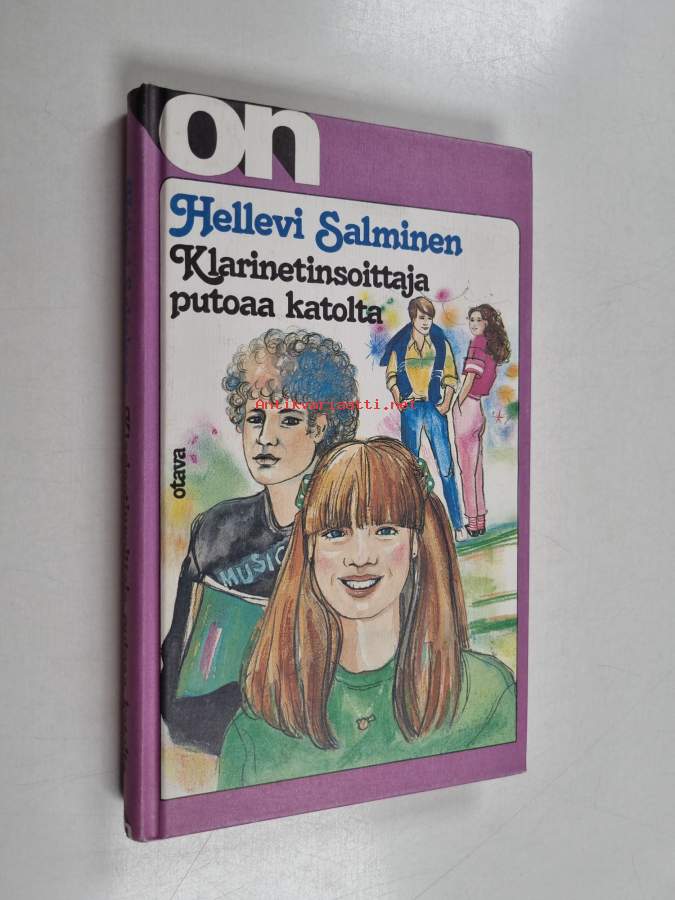 on
Hellevi Salminen
Klarinetinsoittaja
putoaa katolta
Antikvariaatti.net
otava
MUSIC